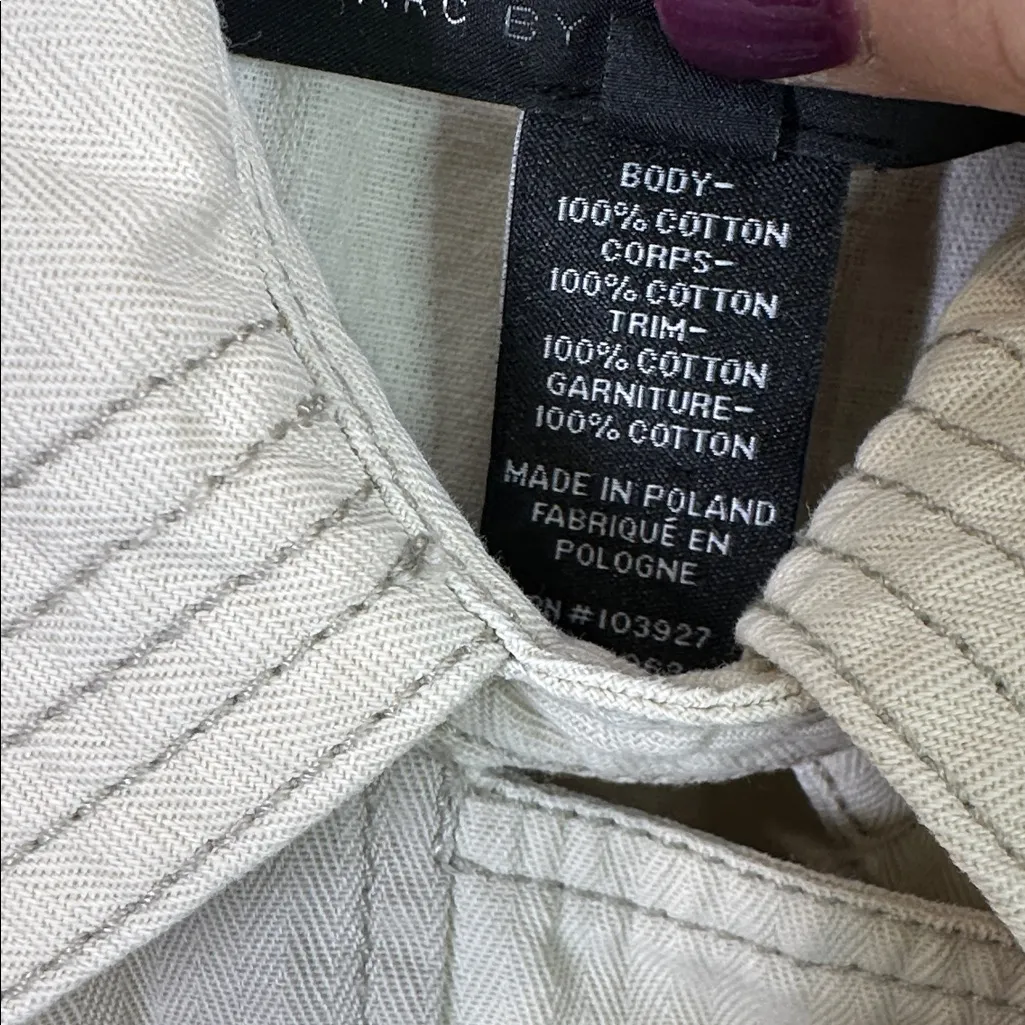 BY
BODY-
100% COTTON
CORPS-
100% COTTON
TRIM-
100% COTTON
GARNITURE-
100% COTTON
MADE IN POLAND
FABRIQUÉ EN
POLOGNE
#103927